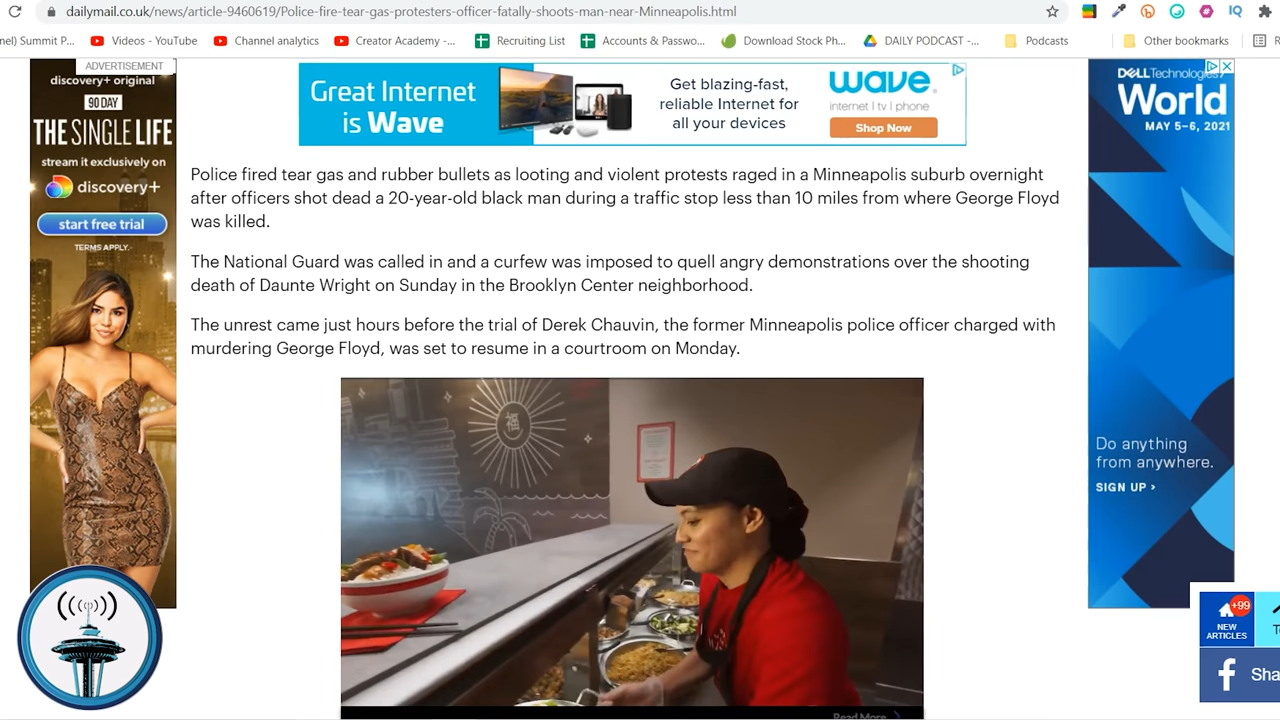 dailymail.co.uk/news/article-9460619/Police-fire-tear-gas-protesters-officer-fatally-shoots-man-near-Minneapolis.html
nel) Summit P... Videos - YouTube Channel analytics Creator Academy -... Recruiting List Accounts & Passwo... Download Stock Ph... DAILY PODCAST -... Podcasts Other bookmarks
ADVERTISEMENT
discovery+ original
90 DAY
THE SINGLE LIFE
stream it exclusively on
discovery+
start free trial
TERMS APPLY.
Great Internet
is Wave
Get blazing-fast,
reliable Internet for
all your devices
wave
internet | tv | phone
Shop Now
DELLTechnologies
World
MAY 5-6, 2021
Do anything
from anywhere.
SIGN UP >
Police fired tear gas and rubber bullets as looting and violent protests raged in a Minneapolis suburb overnight
after officers shot dead a 20-year-old black man during a traffic stop less than 10 miles from where George Floyd
was killed.
The National Guard was called in and a curfew was imposed to quell angry demonstrations over the shooting
death of Daunte Wright on Sunday in the Brooklyn Center neighborhood.
The unrest came just hours before the trial of Derek Chauvin, the former Minneapolis police officer charged with
murdering George Floyd, was set to resume in a courtroom on Monday.
福
Read More
+99
NEW
ARTICLES
Sha